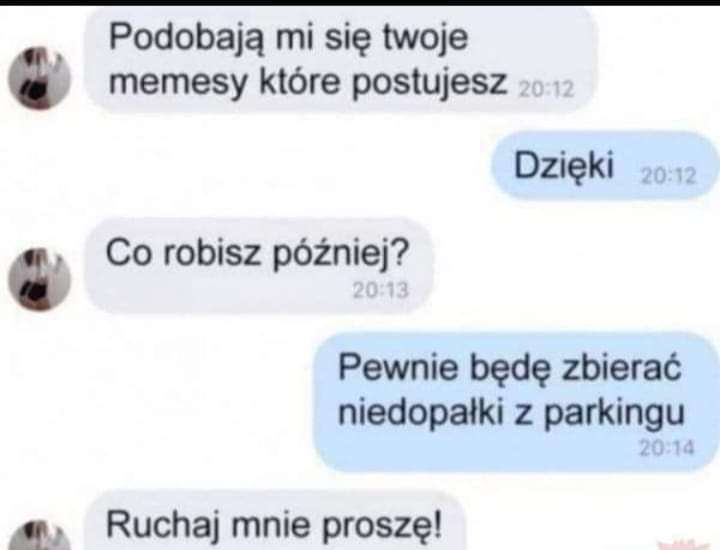 Podobają mi się twoje
memesy które postujesz 20:12
Dzięki 20:12
Co robisz później?
20:13
Pewnie będę zbierać
niedopałki z parkingu
20:14
Ruchaj mnie proszę!